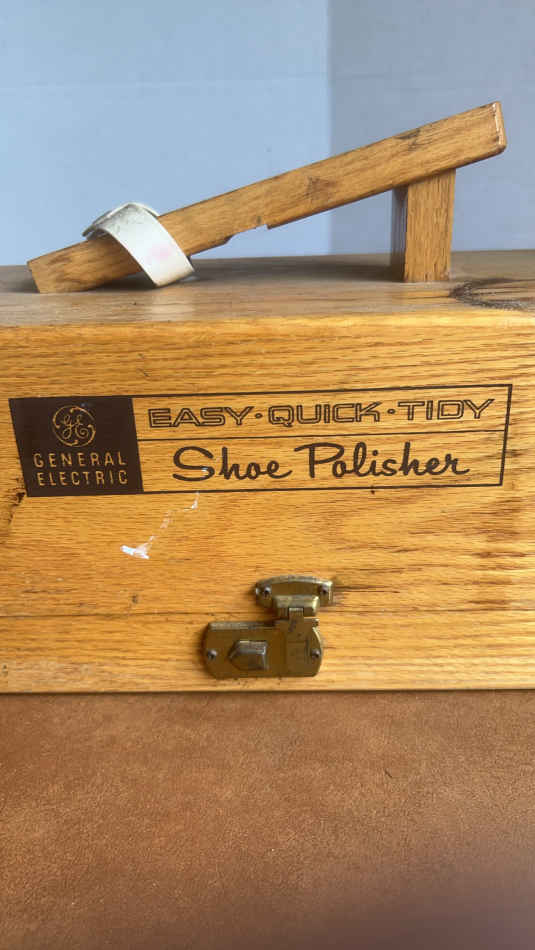 GE
GENERAL
ELECTRIC
EASY·QUICK·TIDY
Shoe Polisher